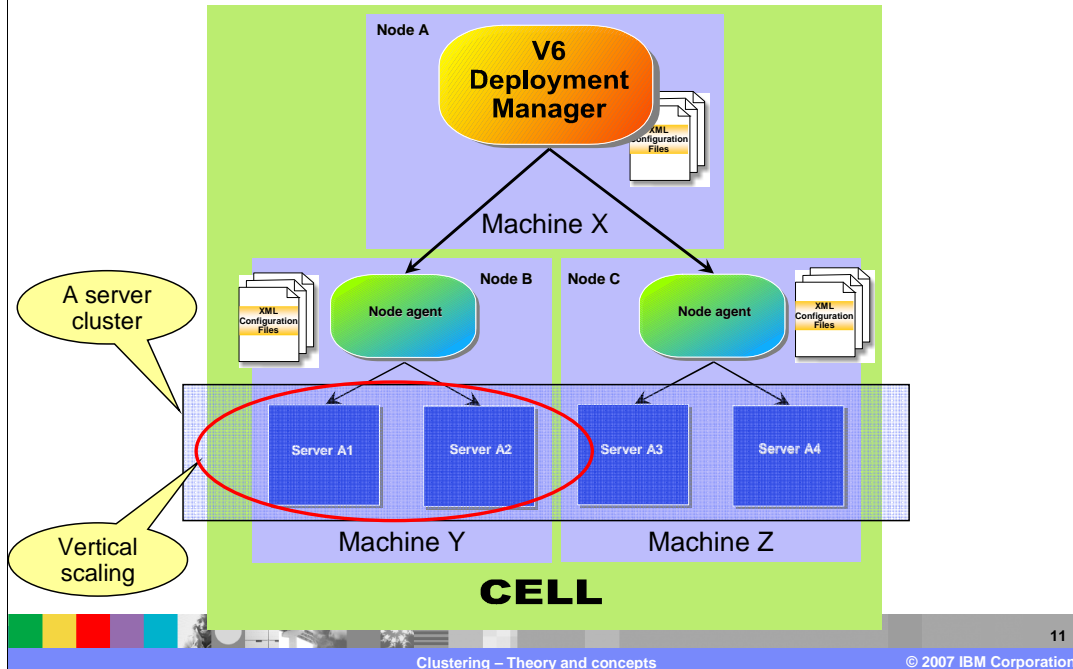 Node A
V6
Deployment
Manager
XML
Configuration
Files
Machine X
A server
cluster
XML
Configuration
Files
Node B
Node agent
Node C
Node agent
XML
Configuration
Files
Server A1
Server A2
Server A3
Server A4
Vertical
scaling
Machine Y
Machine Z
CELL
11
Clustering – Theory and concepts
© 2007 IBM Corporation